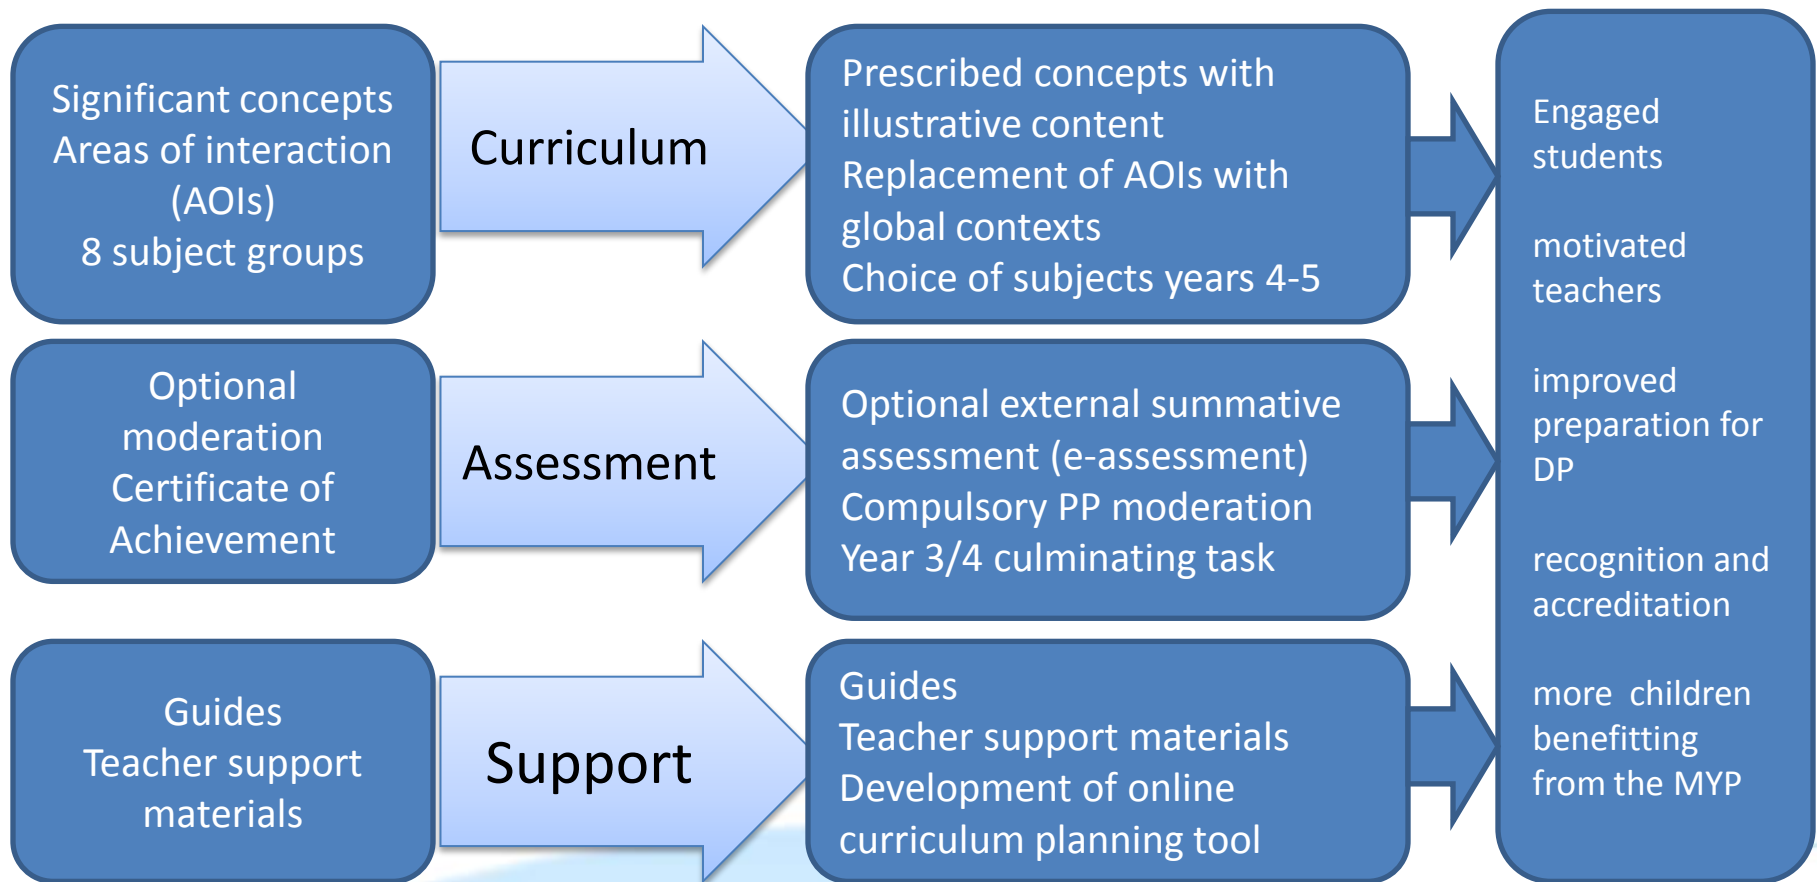 Significant concepts
Areas of interaction
(AOIs)
8 subject groups
Curriculum
Prescribed concepts with
illustrative content
Replacement of AOIs with
global contexts
Choice of subjects years 4-5
Optional
moderation
Certificate of
Achievement
Assessment
Optional external summative
assessment (e-assessment)
Compulsory PP moderation
Year 3/4 culminating task
Guides
Teacher support
materials
Support
Guides
Teacher support materials
Development of online
curriculum planning tool
Engaged
students
motivated
teachers
improved
preparation for
DP
recognition and
accreditation
more children
benefitting
from the MYP